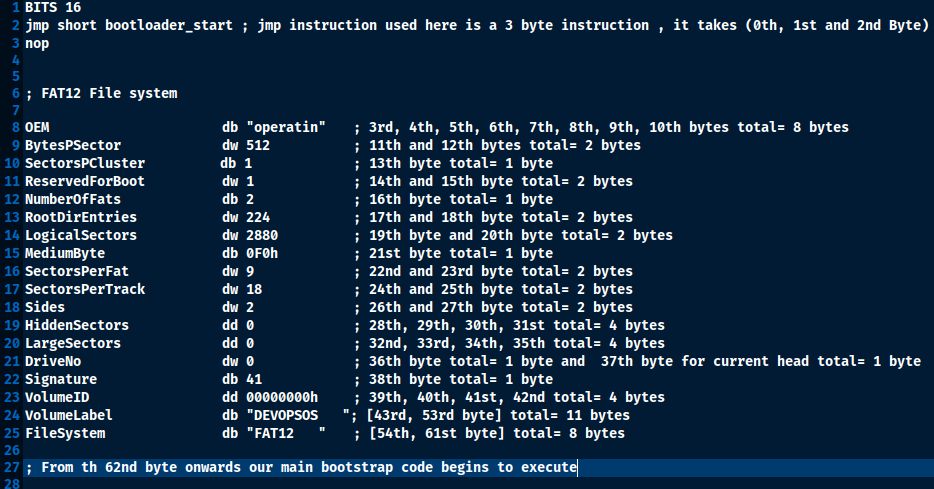 1 BITS 16
2 jmp short bootloader_start ; jmp instruction used here is a 3 byte instruction , it takes (0th, 1st and 2nd Byte)
3 nop
4
5
6 ; FAT12 File system
7
8 OEM db "operatin" ; 3rd, 4th, 5th, 6th, 7th, 8th, 9th, 10th bytes total= 8 bytes
9 BytesPSector dw 512 ; 11th and 12th bytes total= 2 bytes
10 SectorsPCluster db 1 ; 13th byte total= 1 byte
11 ReservedForBoot dw 1 ; 14th and 15th byte total= 2 bytes
12 NumberOfFats db 2 ; 16th byte total= 1 byte
13 RootDirEntries dw 224 ; 17th and 18th byte total= 2 bytes
14 LogicalSectors dw 2880 ; 19th byte and 20th byte total= 2 bytes
15 MediumByte db 0F0h ; 21st byte total= 1 byte
16 SectorsPerFat dw 9 ; 22nd and 23rd byte total= 2 bytes
17 SectorsPerTrack dw 18 ; 24th and 25th byte total= 2 bytes
18 Sides dw 2 ; 26th and 27th byte total= 2 bytes
19 HiddenSectors dd 0 ; 28th, 29th, 30th, 31st total= 4 bytes
20 LargeSectors dd 0 ; 32nd, 33rd, 34th, 35th total= 4 bytes
21 DriveNo dw 0 ; 36th byte total= 1 byte and 37th byte for current head total= 1 byte
22 Signature db 41 ; 38th byte total= 1 byte
23 VolumeID dd 00000000h ; 39th, 40th, 41st, 42nd total= 4 bytes
24 VolumeLabel db "DEVOPSOS   "; [43rd, 53rd byte] total= 11 bytes
25 FileSystem db "FAT12   " ; [54th, 61st byte] total= 8 bytes
26
27 ; From th 62nd byte onwards our main bootstrap code begins to execute
28